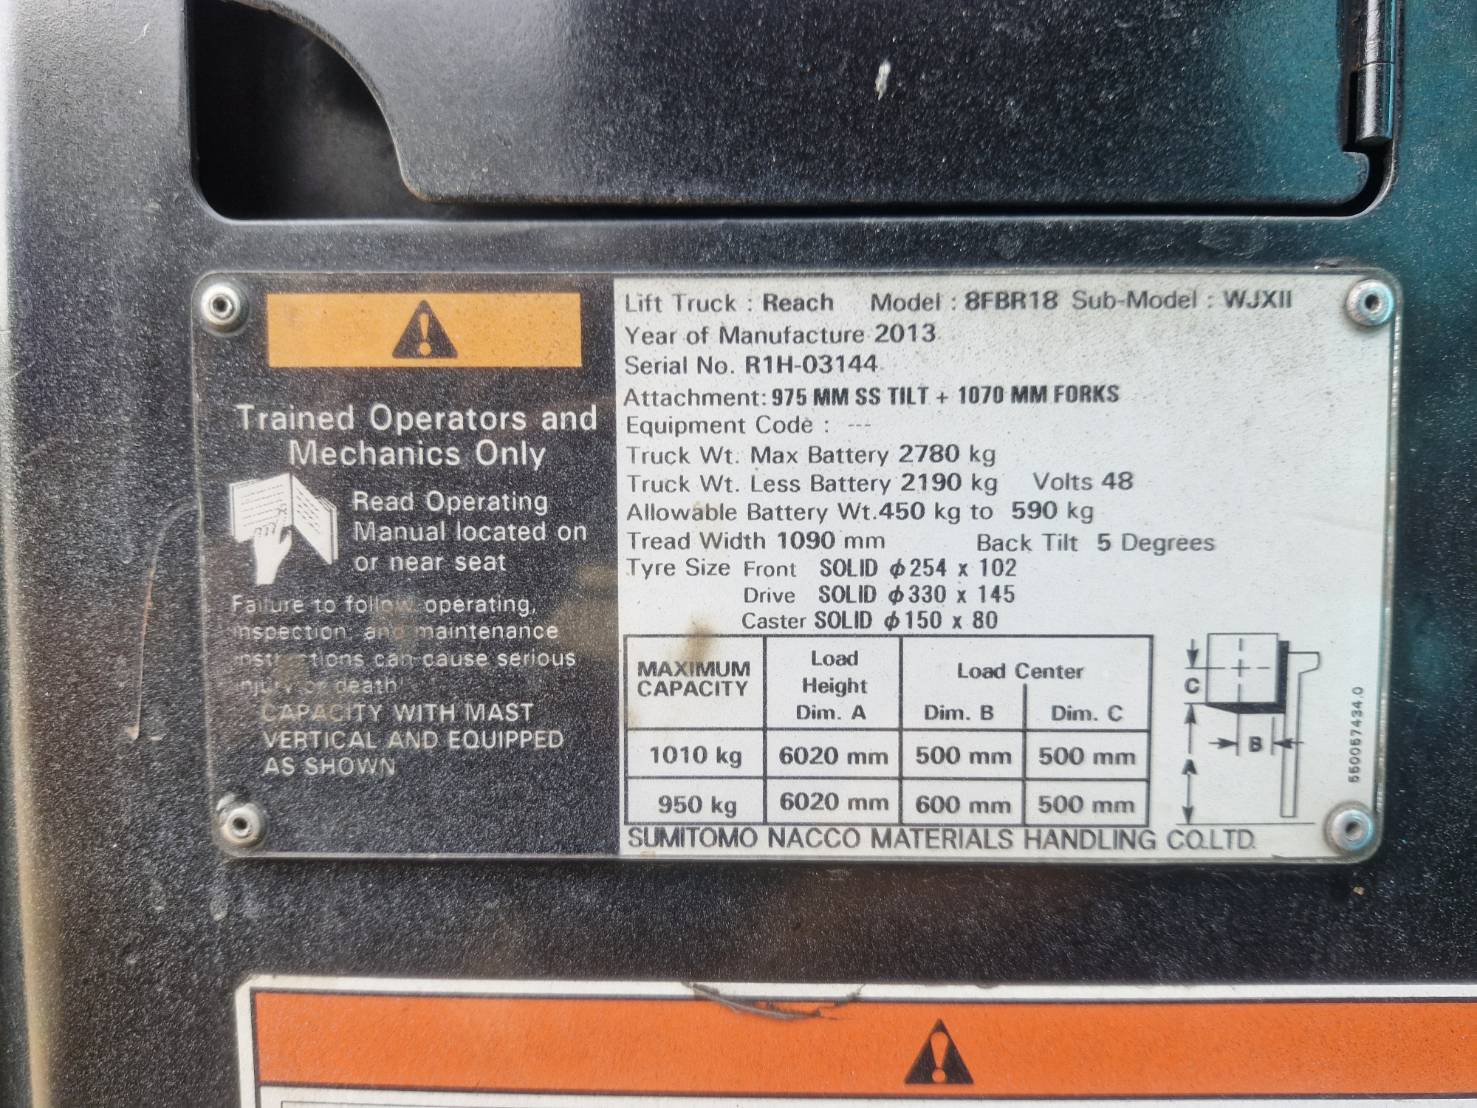 Trained Operators and
Mechanics Only
Read Operating
Manual located on
or near seat
Failure to follow operating,
inspection, and maintenance
instructions can cause serious
injury or death
CAPACITY WITH MAST
VERTICAL AND EQUIPPED
AS SHOWN
Lift Truck : Reach Model : 8FBR18 Sub-Model : WJXII
Year of Manufacture 2013
Serial No. R1H-03144
Attachment: 975 MM SS TILT + 1070 MM FORKS
Equipment Code : ---
Truck Wt. Max Battery 2780 kg
Truck Wt. Less Battery 2190 kg Volts 48
Allowable Battery Wt.450 kg to 590 kg
Tread Width 1090 mm Back Tilt 5 Degrees
Tyre Size Front SOLID ϕ254 x 102
Drive SOLID ϕ330 x 145
Caster SOLID ϕ150 x 80
MAXIMUM
CAPACITY
Load
Height
Dim. A
Load Center
Dim. B Dim. C
1010 kg 6020 mm 500 mm 500 mm
950 kg 6020 mm 600 mm 500 mm
C
B
A
550057434.0
SUMITOMO NACCO MATERIALS HANDLING CO.LTD.